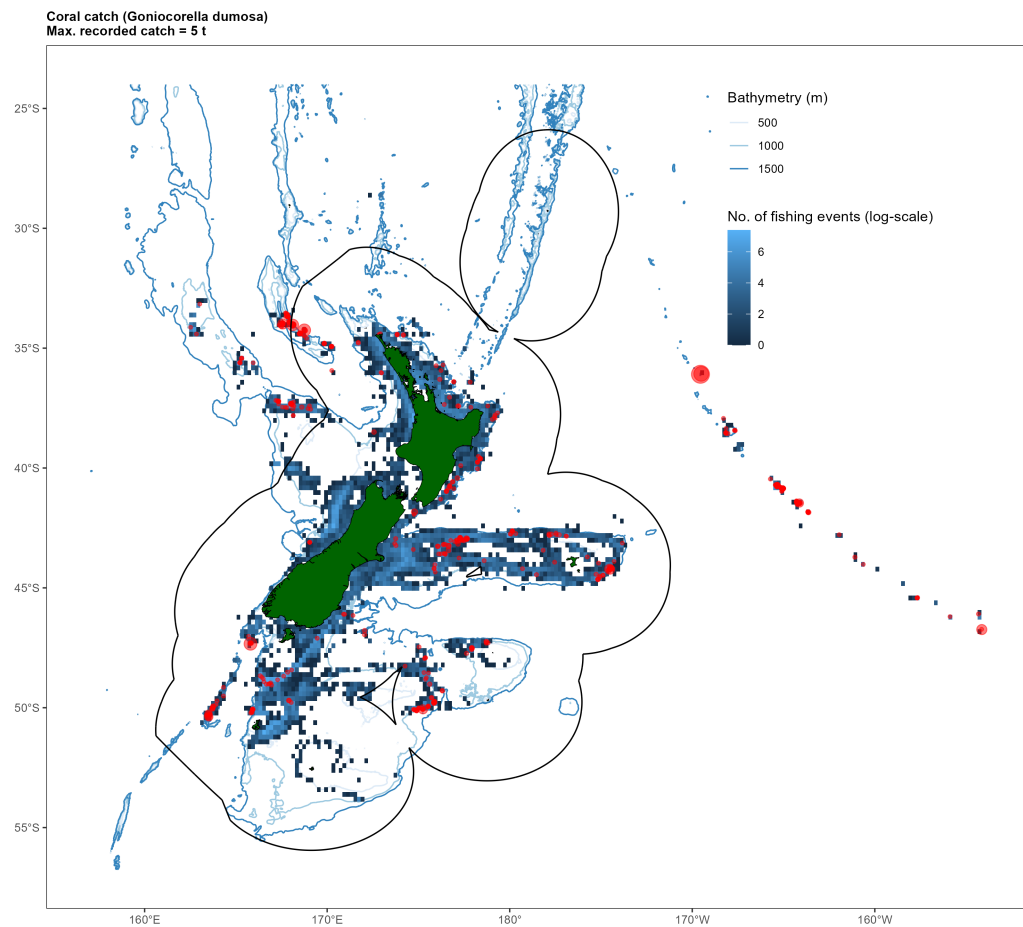 Coral catch (Goniocorella dumosa)
Max. recorded catch = 5 t
Bathymetry (m)
500
1000
1500
No. of fishing events (log-scale)
6
4
2
0
25°S
30°S
35°S
40°S
45°S
50°S
55°S
160°E
170°E
180°
170°W
160°W